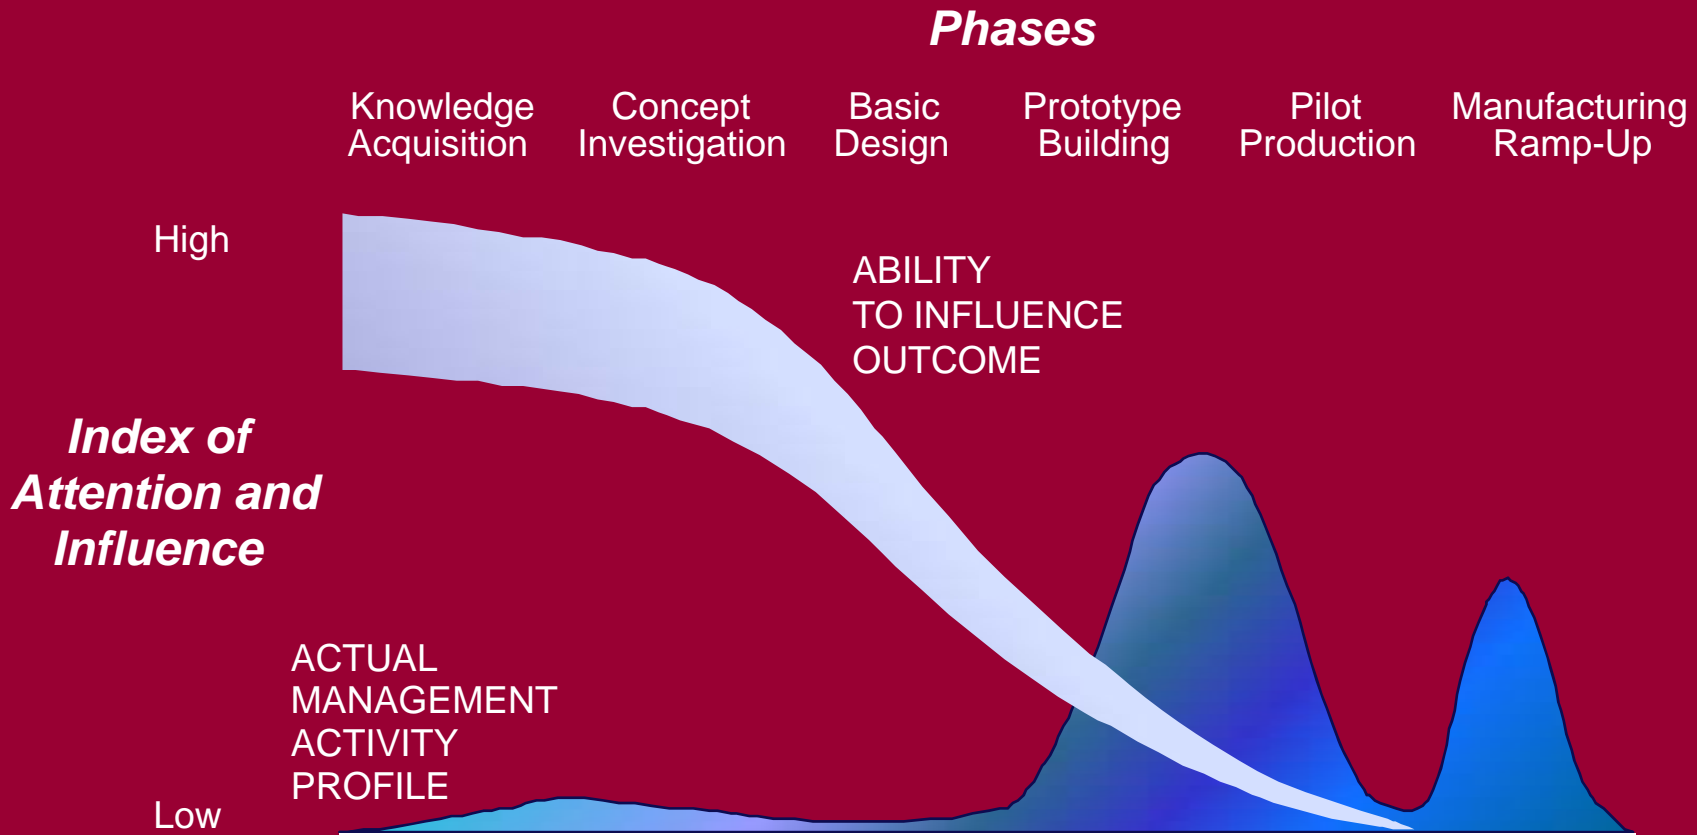 Phases
Knowledge Acquisition
Concept Investigation
Basic Design
Prototype Building
Pilot Production
Manufacturing Ramp-Up
High
ABILITY
TO INFLUENCE
OUTCOME
Index of
Attention and
Influence
ACTUAL
MANAGEMENT
ACTIVITY
PROFILE
Low